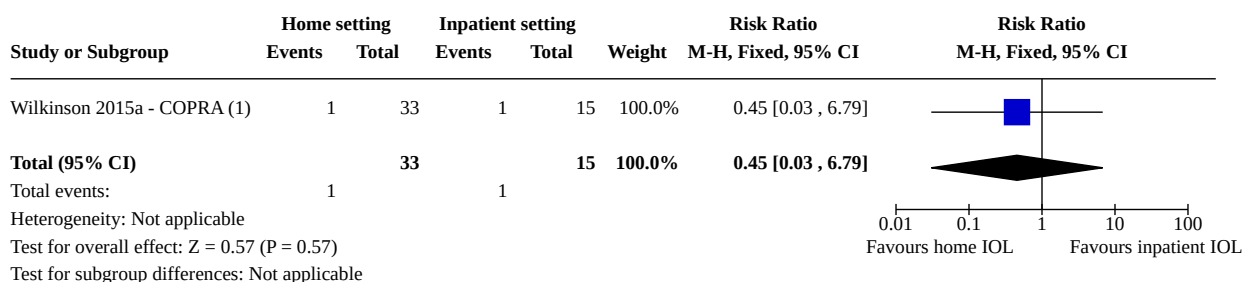 Home setting Inpatient setting Risk Ratio Risk Ratio
Study or Subgroup Events Total Events Total Weight M-H, Fixed, 95% CI M-H, Fixed, 95% CI
Wilkinson 2015a - COPRA (1) 1 33 1 15 100.0% 0.45 [0.03 , 6.79]
Total (95% CI) 33 15 100.0% 0.45 [0.03 , 6.79]
Total events: 1 1
Heterogeneity: Not applicable
0.01 0.1 1 10 100
Test for overall effect: Z = 0.57 (P = 0.57)
Favours home IOL Favours inpatient IOL
Test for subgroup differences: Not applicable